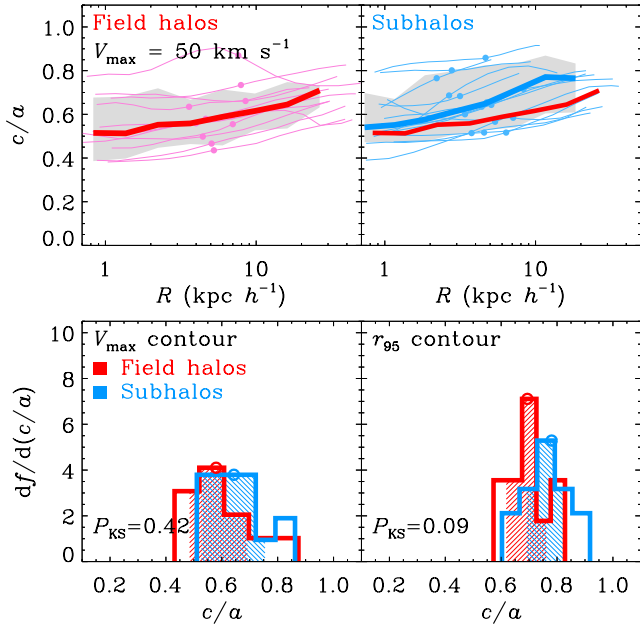 Field halos
Subhalos
V_max = 50 km s^−1
c/a
1.0
0.8
0.6
0.4
0.2
0.0
1
10
1
10
R (kpc h^−1)
R (kpc h^−1)
V_max contour
r_95 contour
Field halos
Subhalos
df/d(c/a)
10
8
6
4
2
0
P_KS=0.42
P_KS=0.09
0.2
0.4
0.6
0.8
1.0
0.2
0.4
0.6
0.8
1.0
c/a
c/a